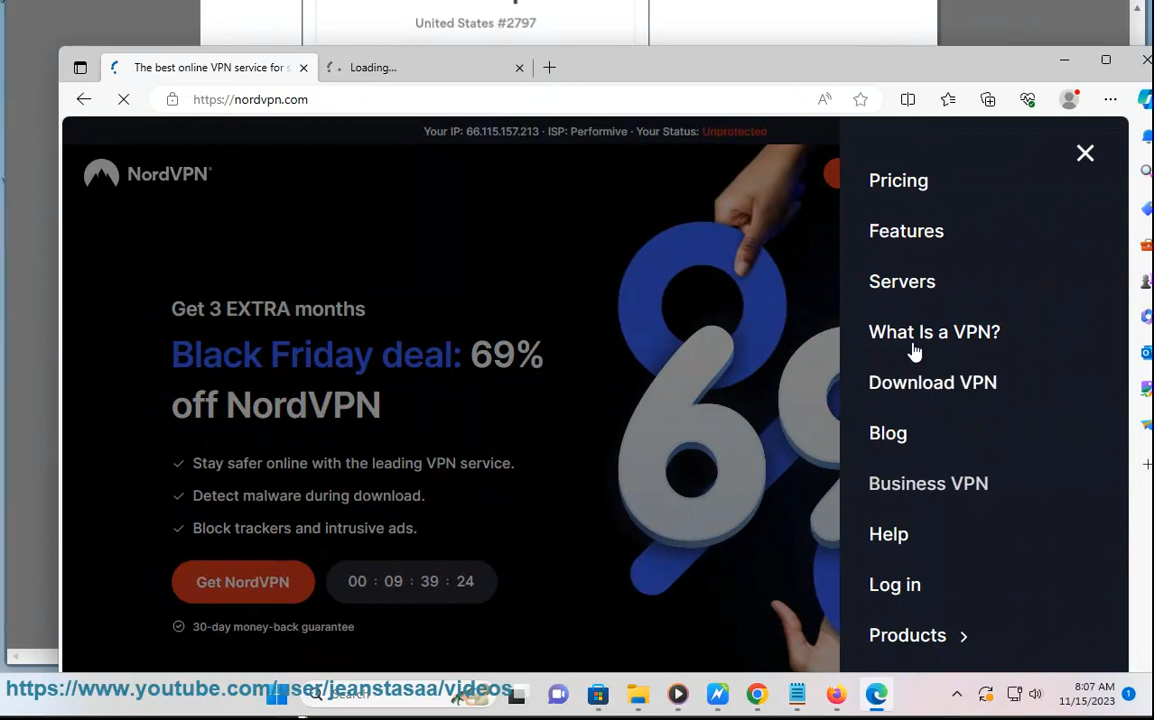 United States #2797
The best online VPN service for s
Loading...
https://nordvpn.com
Your IP: 66.115.157.213 · ISP: Performive · Your Status: Unprotected
NordVPN®
Get 3 EXTRA months
Black Friday deal: 69%
off NordVPN
Stay safer online with the leading VPN service.
Detect malware during download.
Block trackers and intrusive ads.
Get NordVPN
00 : 09 : 39 : 24
30-day money-back guarantee
Pricing
Features
Servers
What Is a VPN?
Download VPN
Blog
Business VPN
Help
Log in
Products
https://www.youtube.com/user/jeanstasaa/videos
Search
8:07 AM
11/15/2023
1